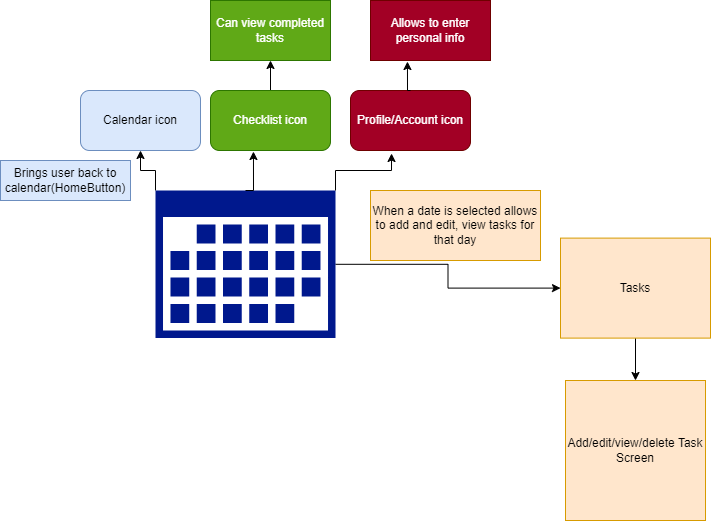 Can view completed
tasks
Allows to enter
personal info
Calendar icon
Checklist icon
Profile/Account icon
Brings user back to
calendar(HomeButton)
When a date is selected allows
to add and edit, view tasks for
that day
Tasks
Add/edit/view/delete Task
Screen